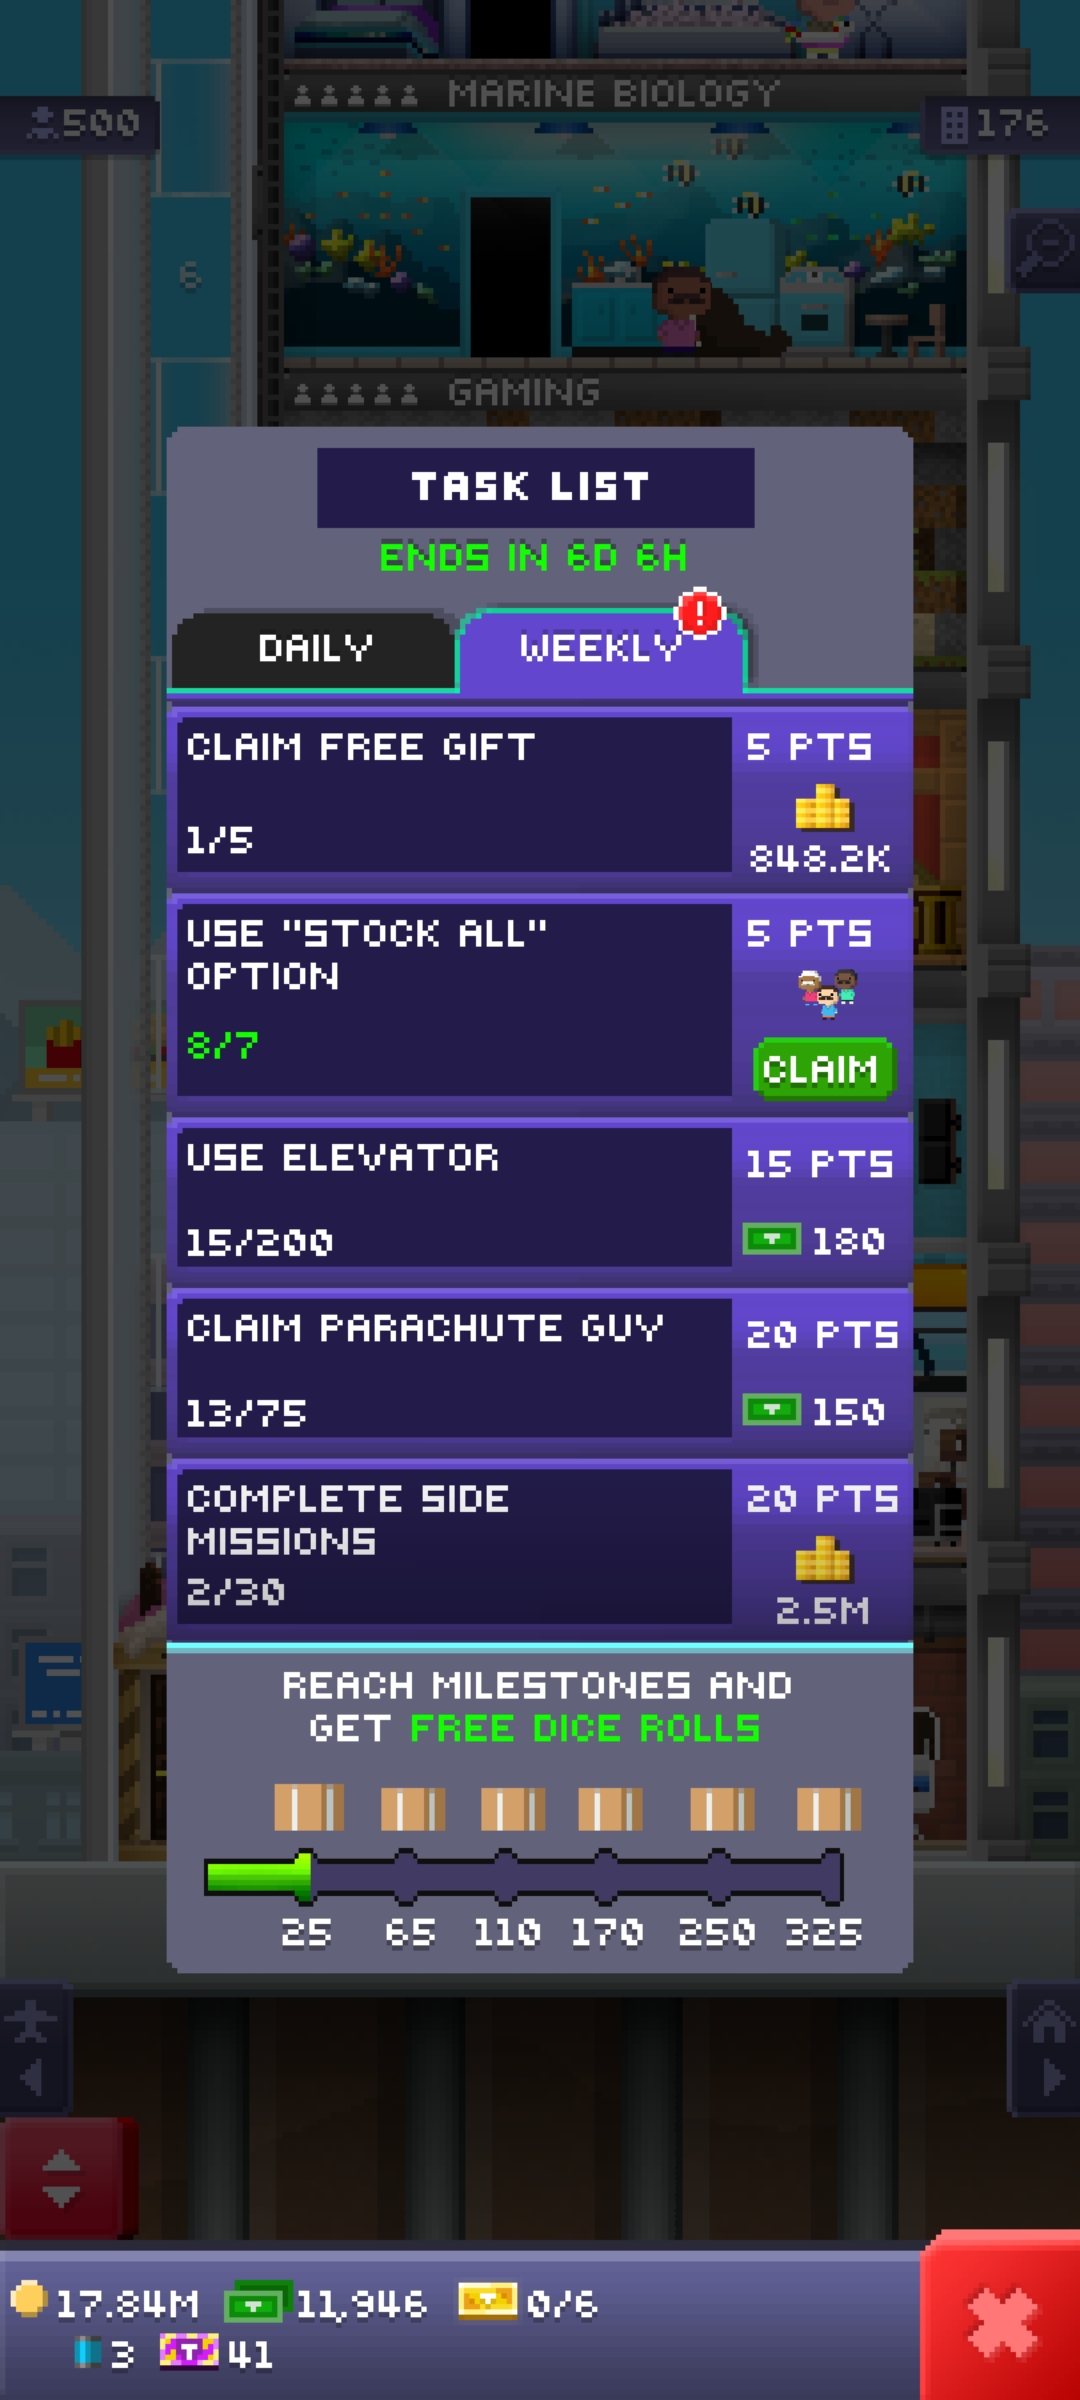 MARINE BIOLOGY
500
176
6
GAMING
TASK LIST
ENDS IN 6D 6H
DAILY
WEEKLY
!
CLAIM FREE GIFT
5 PTS
1/5
848.2K
USE "STOCK ALL"
OPTION
5 PTS
8/7
CLAIM
USE ELEVATOR
15 PTS
15/200
180
CLAIM PARACHUTE GUY
20 PTS
13/75
150
COMPLETE SIDE
MISSIONS
20 PTS
2/30
2.5M
REACH MILESTONES AND
GET FREE DICE ROLLS
25 65 110 170 250 325
17.84M 11,946 0/6
3 41